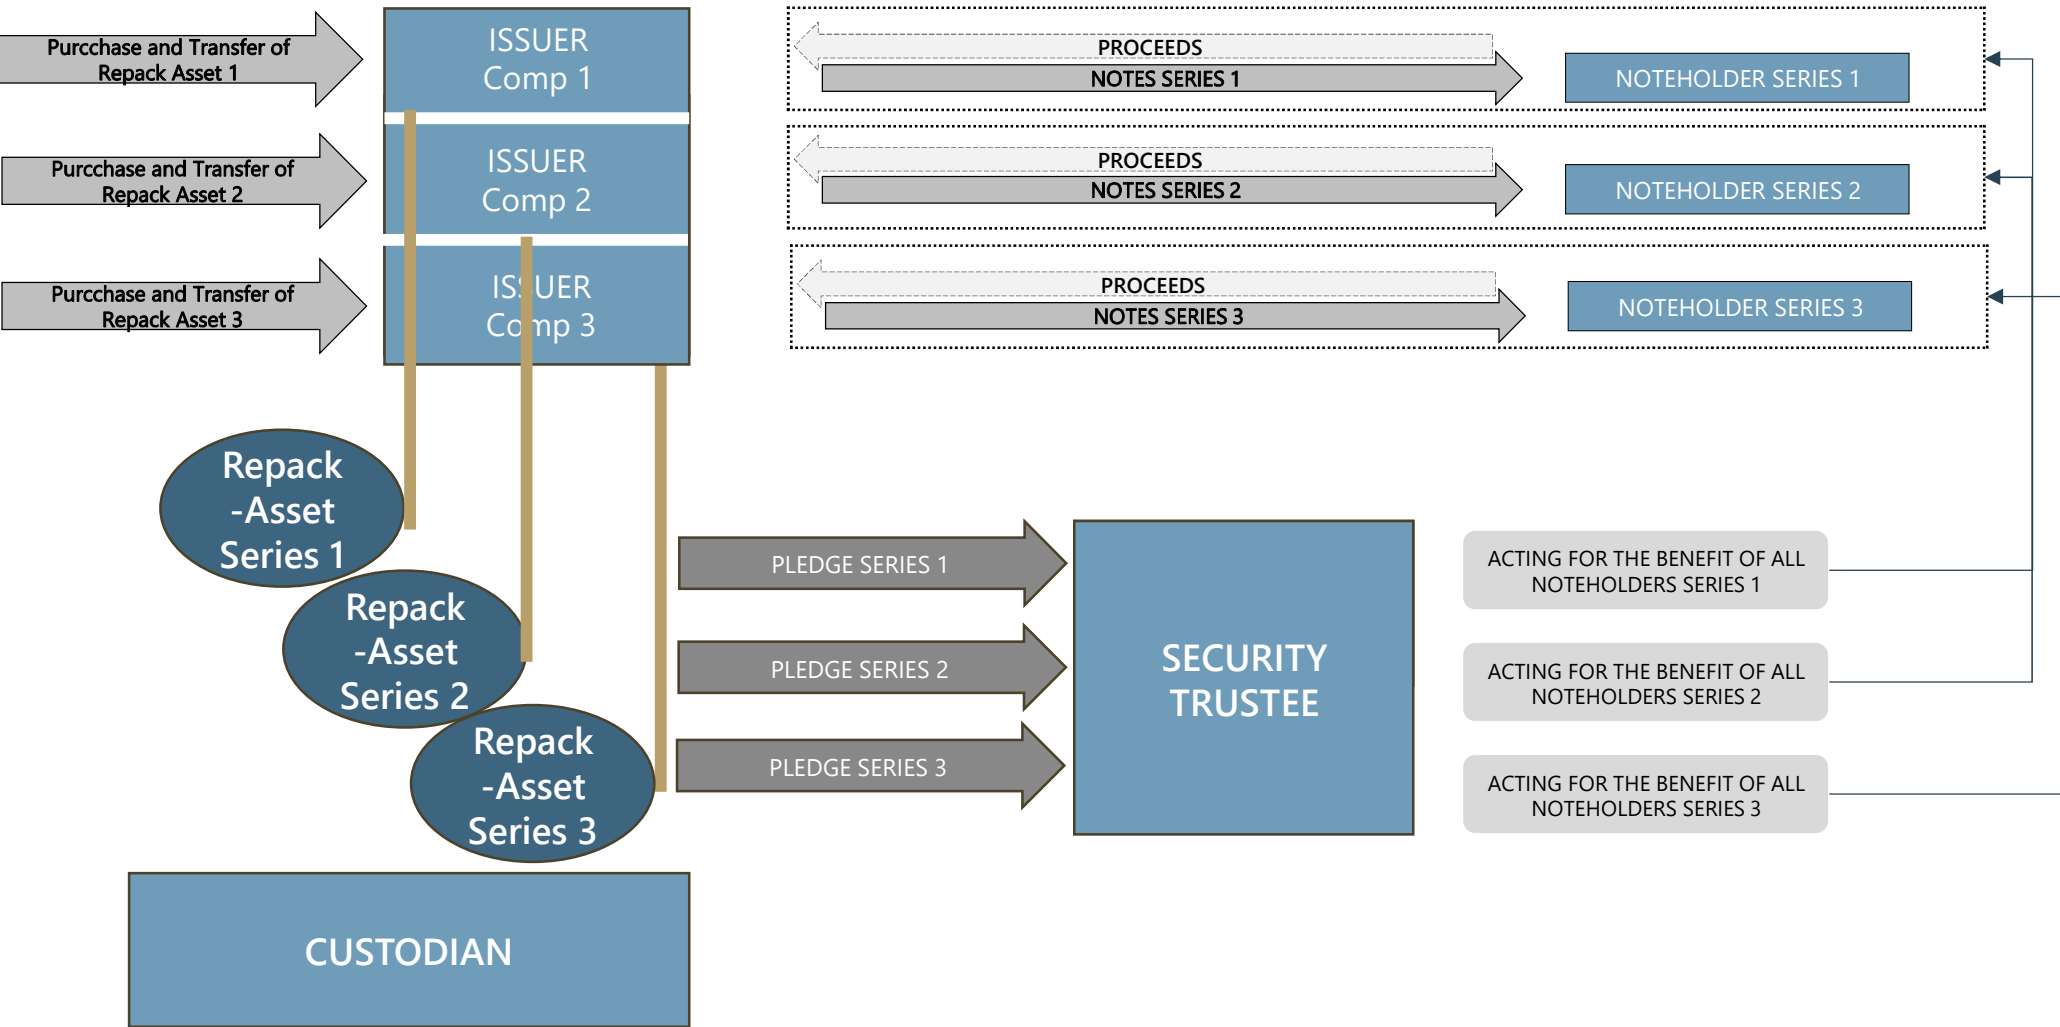 Purcchase and Transfer of
Repack Asset 1
ISSUER
Comp 1
PROCEEDS
NOTES SERIES 1
NOTEHOLDER SERIES 1
Purcchase and Transfer of
Repack Asset 2
ISSUER
Comp 2
PROCEEDS
NOTES SERIES 2
NOTEHOLDER SERIES 2
Purcchase and Transfer of
Repack Asset 3
ISSUER
Comp 3
PROCEEDS
NOTES SERIES 3
NOTEHOLDER SERIES 3
Repack
-Asset
Series 1
Repack
-Asset
Series 2
Repack
-Asset
Series 3
PLEDGE SERIES 1
PLEDGE SERIES 2
PLEDGE SERIES 3
SECURITY
TRUSTEE
ACTING FOR THE BENEFIT OF ALL
NOTEHOLDERS SERIES 1
ACTING FOR THE BENEFIT OF ALL
NOTEHOLDERS SERIES 2
ACTING FOR THE BENEFIT OF ALL
NOTEHOLDERS SERIES 3
CUSTODIAN